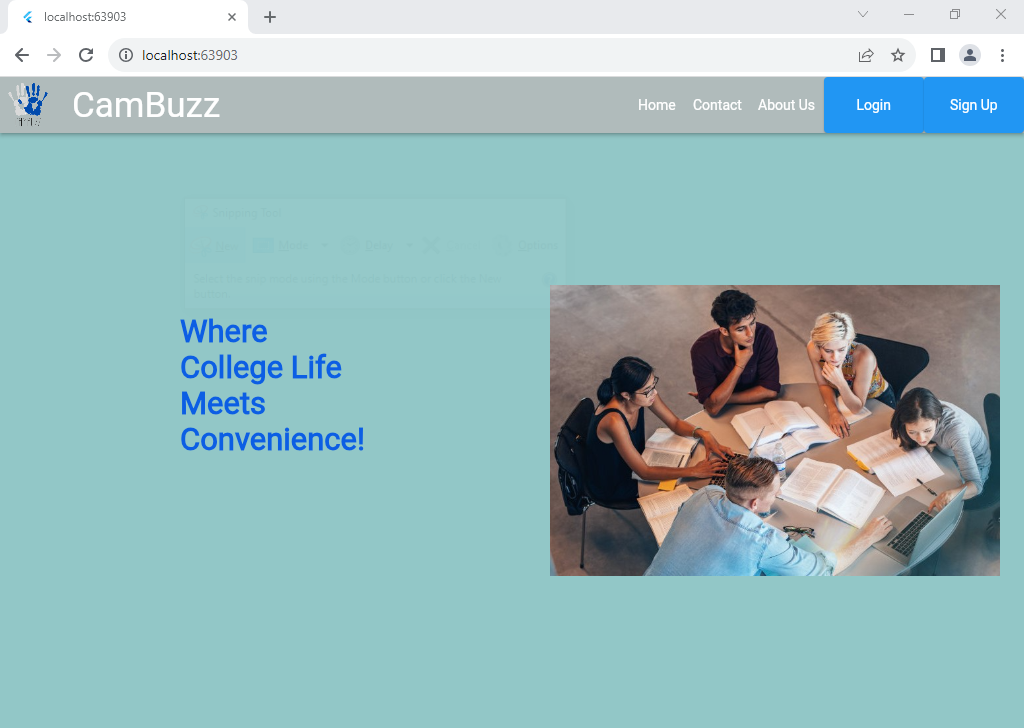 localhost:63903
localhost:63903
CamBuzz
Home Contact About Us Login Sign Up
Where
College Life
Meets
Convenience!